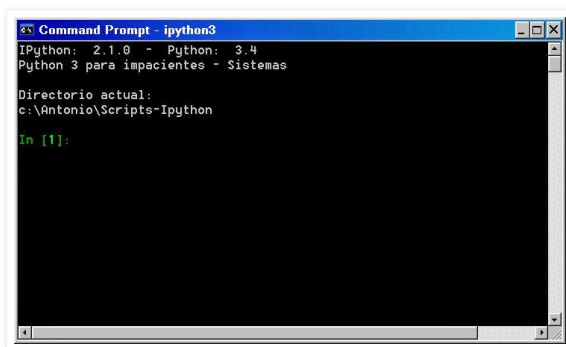 Command Prompt - ipython3
IPython: 2.1.0 - Python: 3.4
Python 3 para impacientes - Sistemas
Directorio actual:
c:\Antonio\Scripts-Ipython
In [1]: